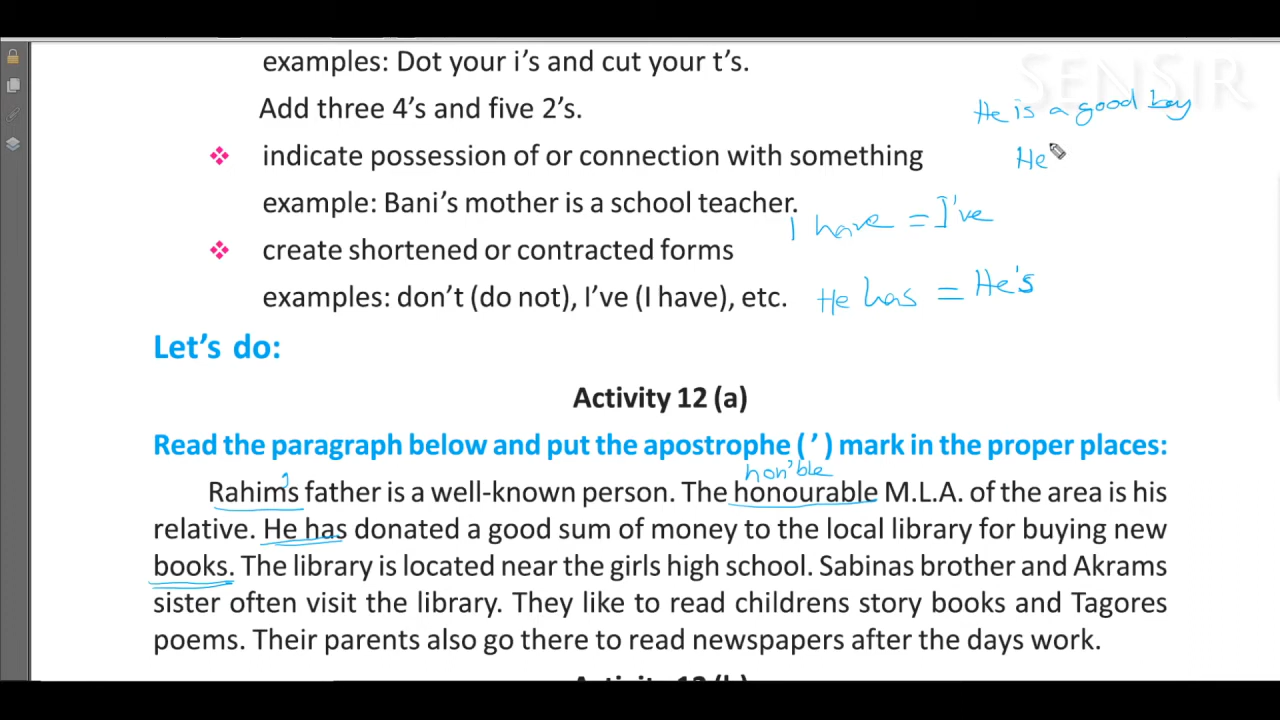 examples: Dot your i’s and cut your t’s.
SENSIR
Add three 4’s and five 2’s.
He is a good boy
❖ indicate possession of or connection with something
He
example: Bani’s mother is a school teacher.
I have = I've
❖ create shortened or contracted forms
examples: don’t (do not), I’ve (I have), etc.
He has = He's
Let’s do:
Activity 12 (a)
Read the paragraph below and put the apostrophe (’) mark in the proper places:
hon'ble
Rahim's father is a well-known person. The honourable M.L.A. of the area is his
relative. He has donated a good sum of money to the local library for buying new
books. The library is located near the girls high school. Sabinas brother and Akrams
sister often visit the library. They like to read childrens story books and Tagores
poems. Their parents also go there to read newspapers after the days work.